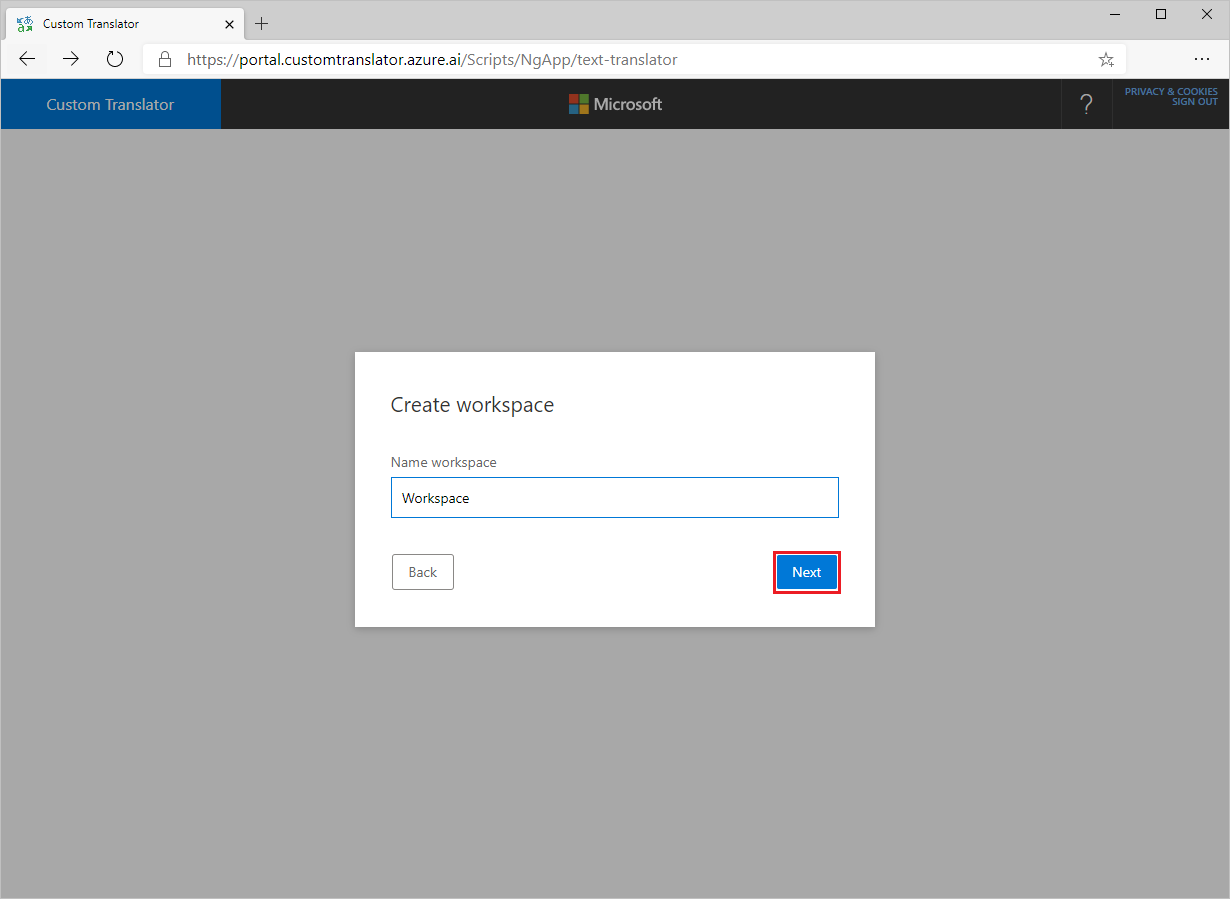 Custom Translator
https://portal.customtranslator.azure.ai/Scripts/NgApp/text-translator
Custom Translator
Microsoft
?
PRIVACY & COOKIES
SIGN OUT
Create workspace
Name workspace
Workspace
Back
Next